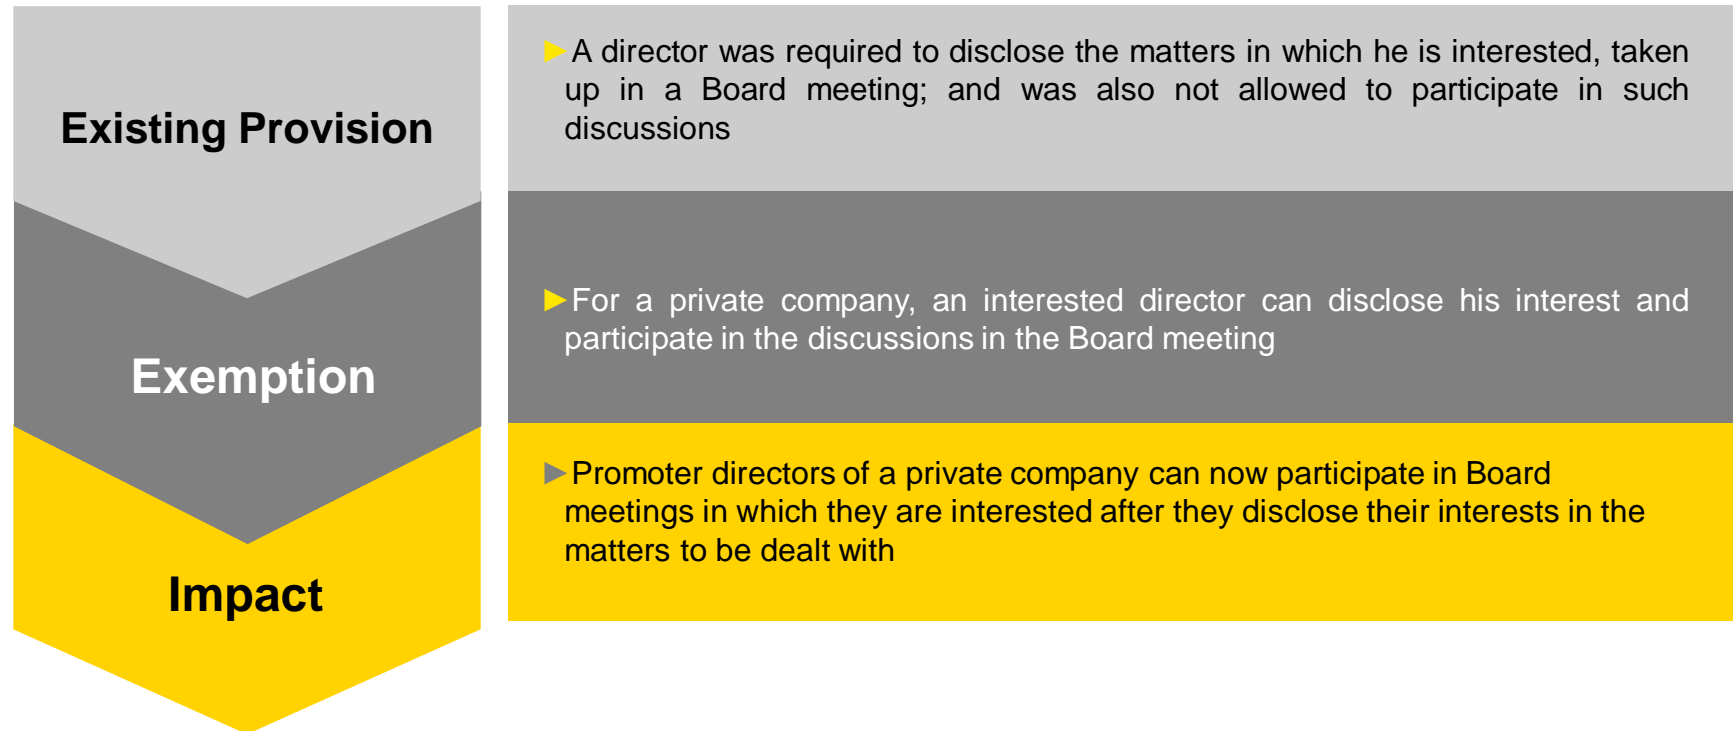 Existing Provision
►A director was required to disclose the matters in which he is interested, taken
up in a Board meeting; and was also not allowed to participate in such
discussions
Exemption
►For a private company, an interested director can disclose his interest and
participate in the discussions in the Board meeting
Impact
►Promoter directors of a private company can now participate in Board
meetings in which they are interested after they disclose their interests in the
matters to be dealt with